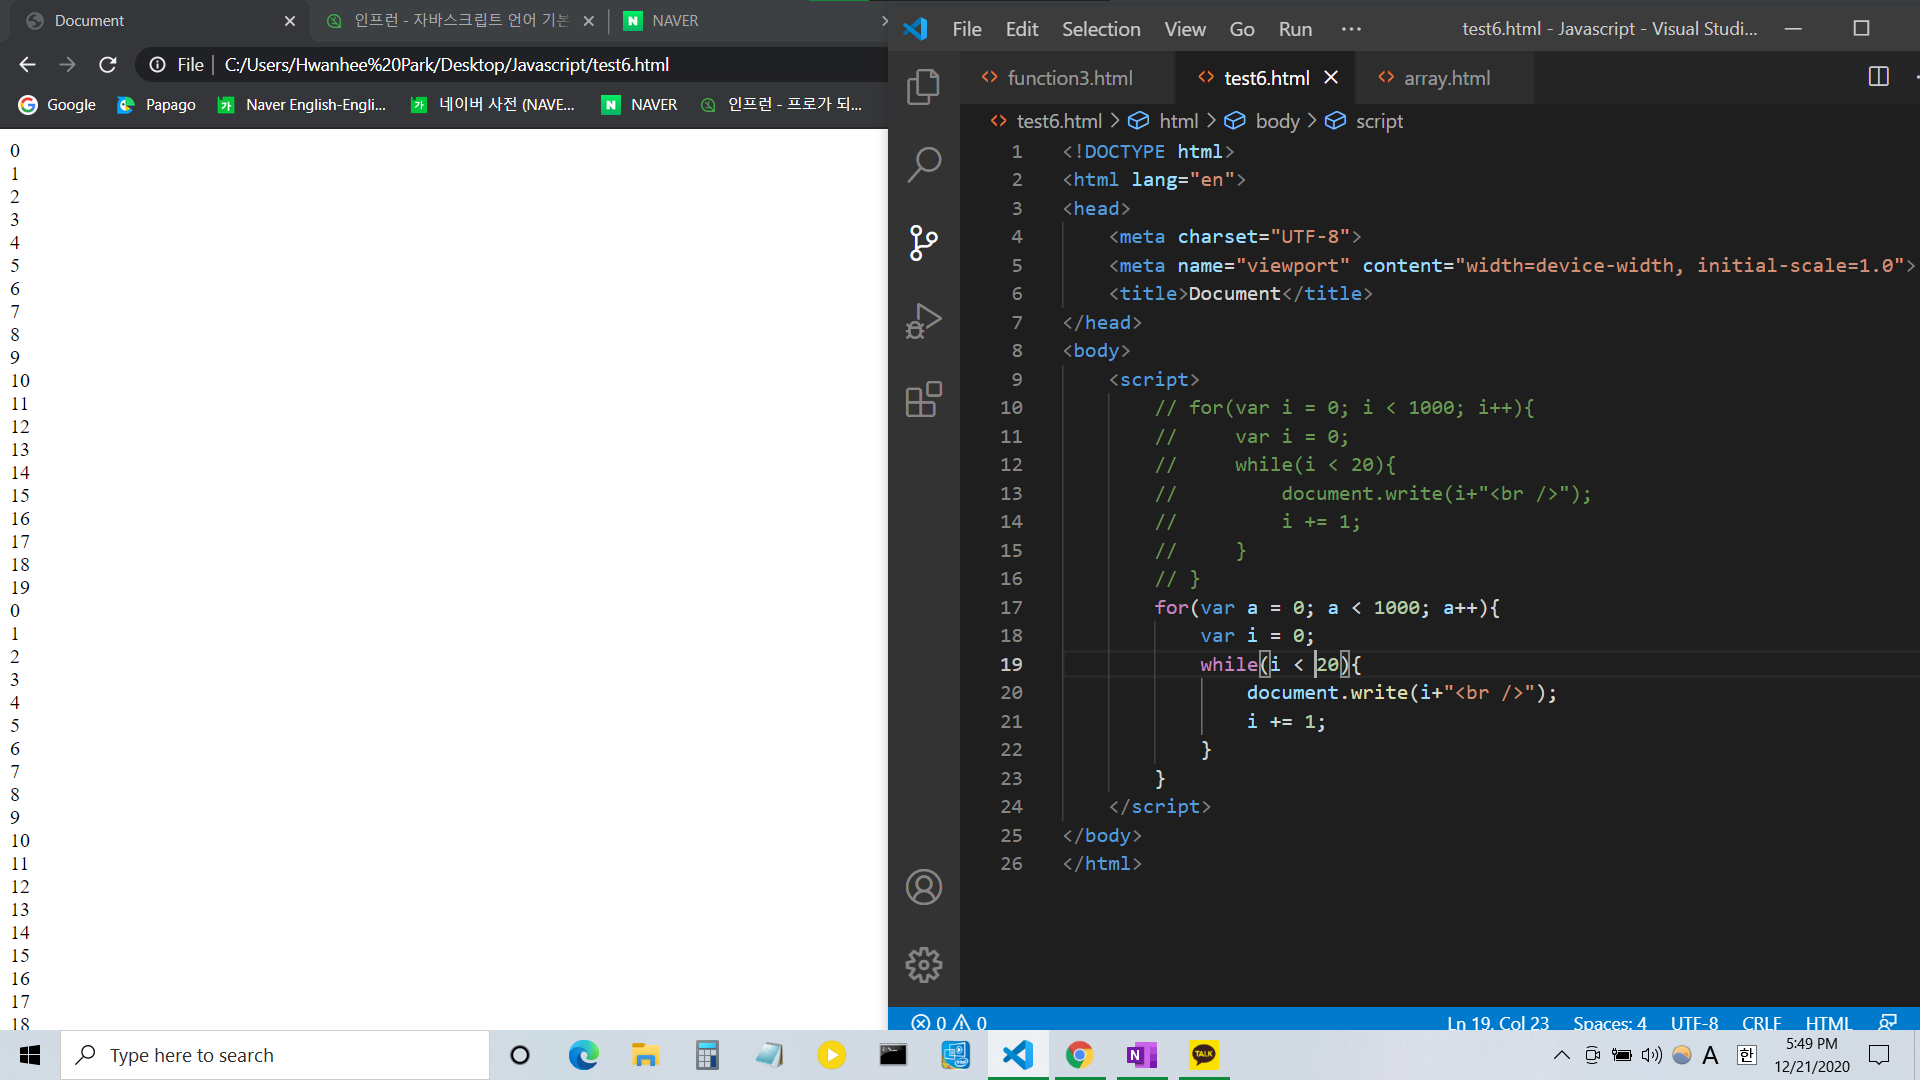 Document
인프런 - 자바스크립트 언어 기본
NAVER
File C:/Users/Hwanhee%20Park/Desktop/Javascript/test6.html
Google Papago Naver English-Engli... 네이버 사전 (NAVE... NAVER 인프런 - 프로가 되...
0
1
2
3
4
5
6
7
8
9
10
11
12
13
14
15
16
17
18
19
0
1
2
3
4
5
6
7
8
9
10
11
12
13
14
15
16
17
18
File Edit Selection View Go Run ··· test6.html - Javascript - Visual Studi...
function3.html test6.html array.html
test6.html > html > body > script
1 <!DOCTYPE html>
2 <html lang="en">
3 <head>
4 <meta charset="UTF-8">
5 <meta name="viewport" content="width=device-width, initial-scale=1.0">
6 <title>Document</title>
7 </head>
8 <body>
9 <script>
10 // for(var i = 0; i < 1000; i++){
11 // var i = 0;
12 // while(i < 20){
13 // document.write(i+"<br />");
14 // i += 1;
15 // }
16 // }
17 for(var a = 0; a < 1000; a++){
18 var i = 0;
19 while(i < 20){
20 document.write(i+"<br />");
21 i += 1;
22 }
23 }
24 </script>
25 </body>
26 </html>
0 0 Ln 19, Col 23 Spaces: 4 UTF-8 CRLF HTML
Type here to search
N
TALK
A
한
5:49 PM
12/21/2020